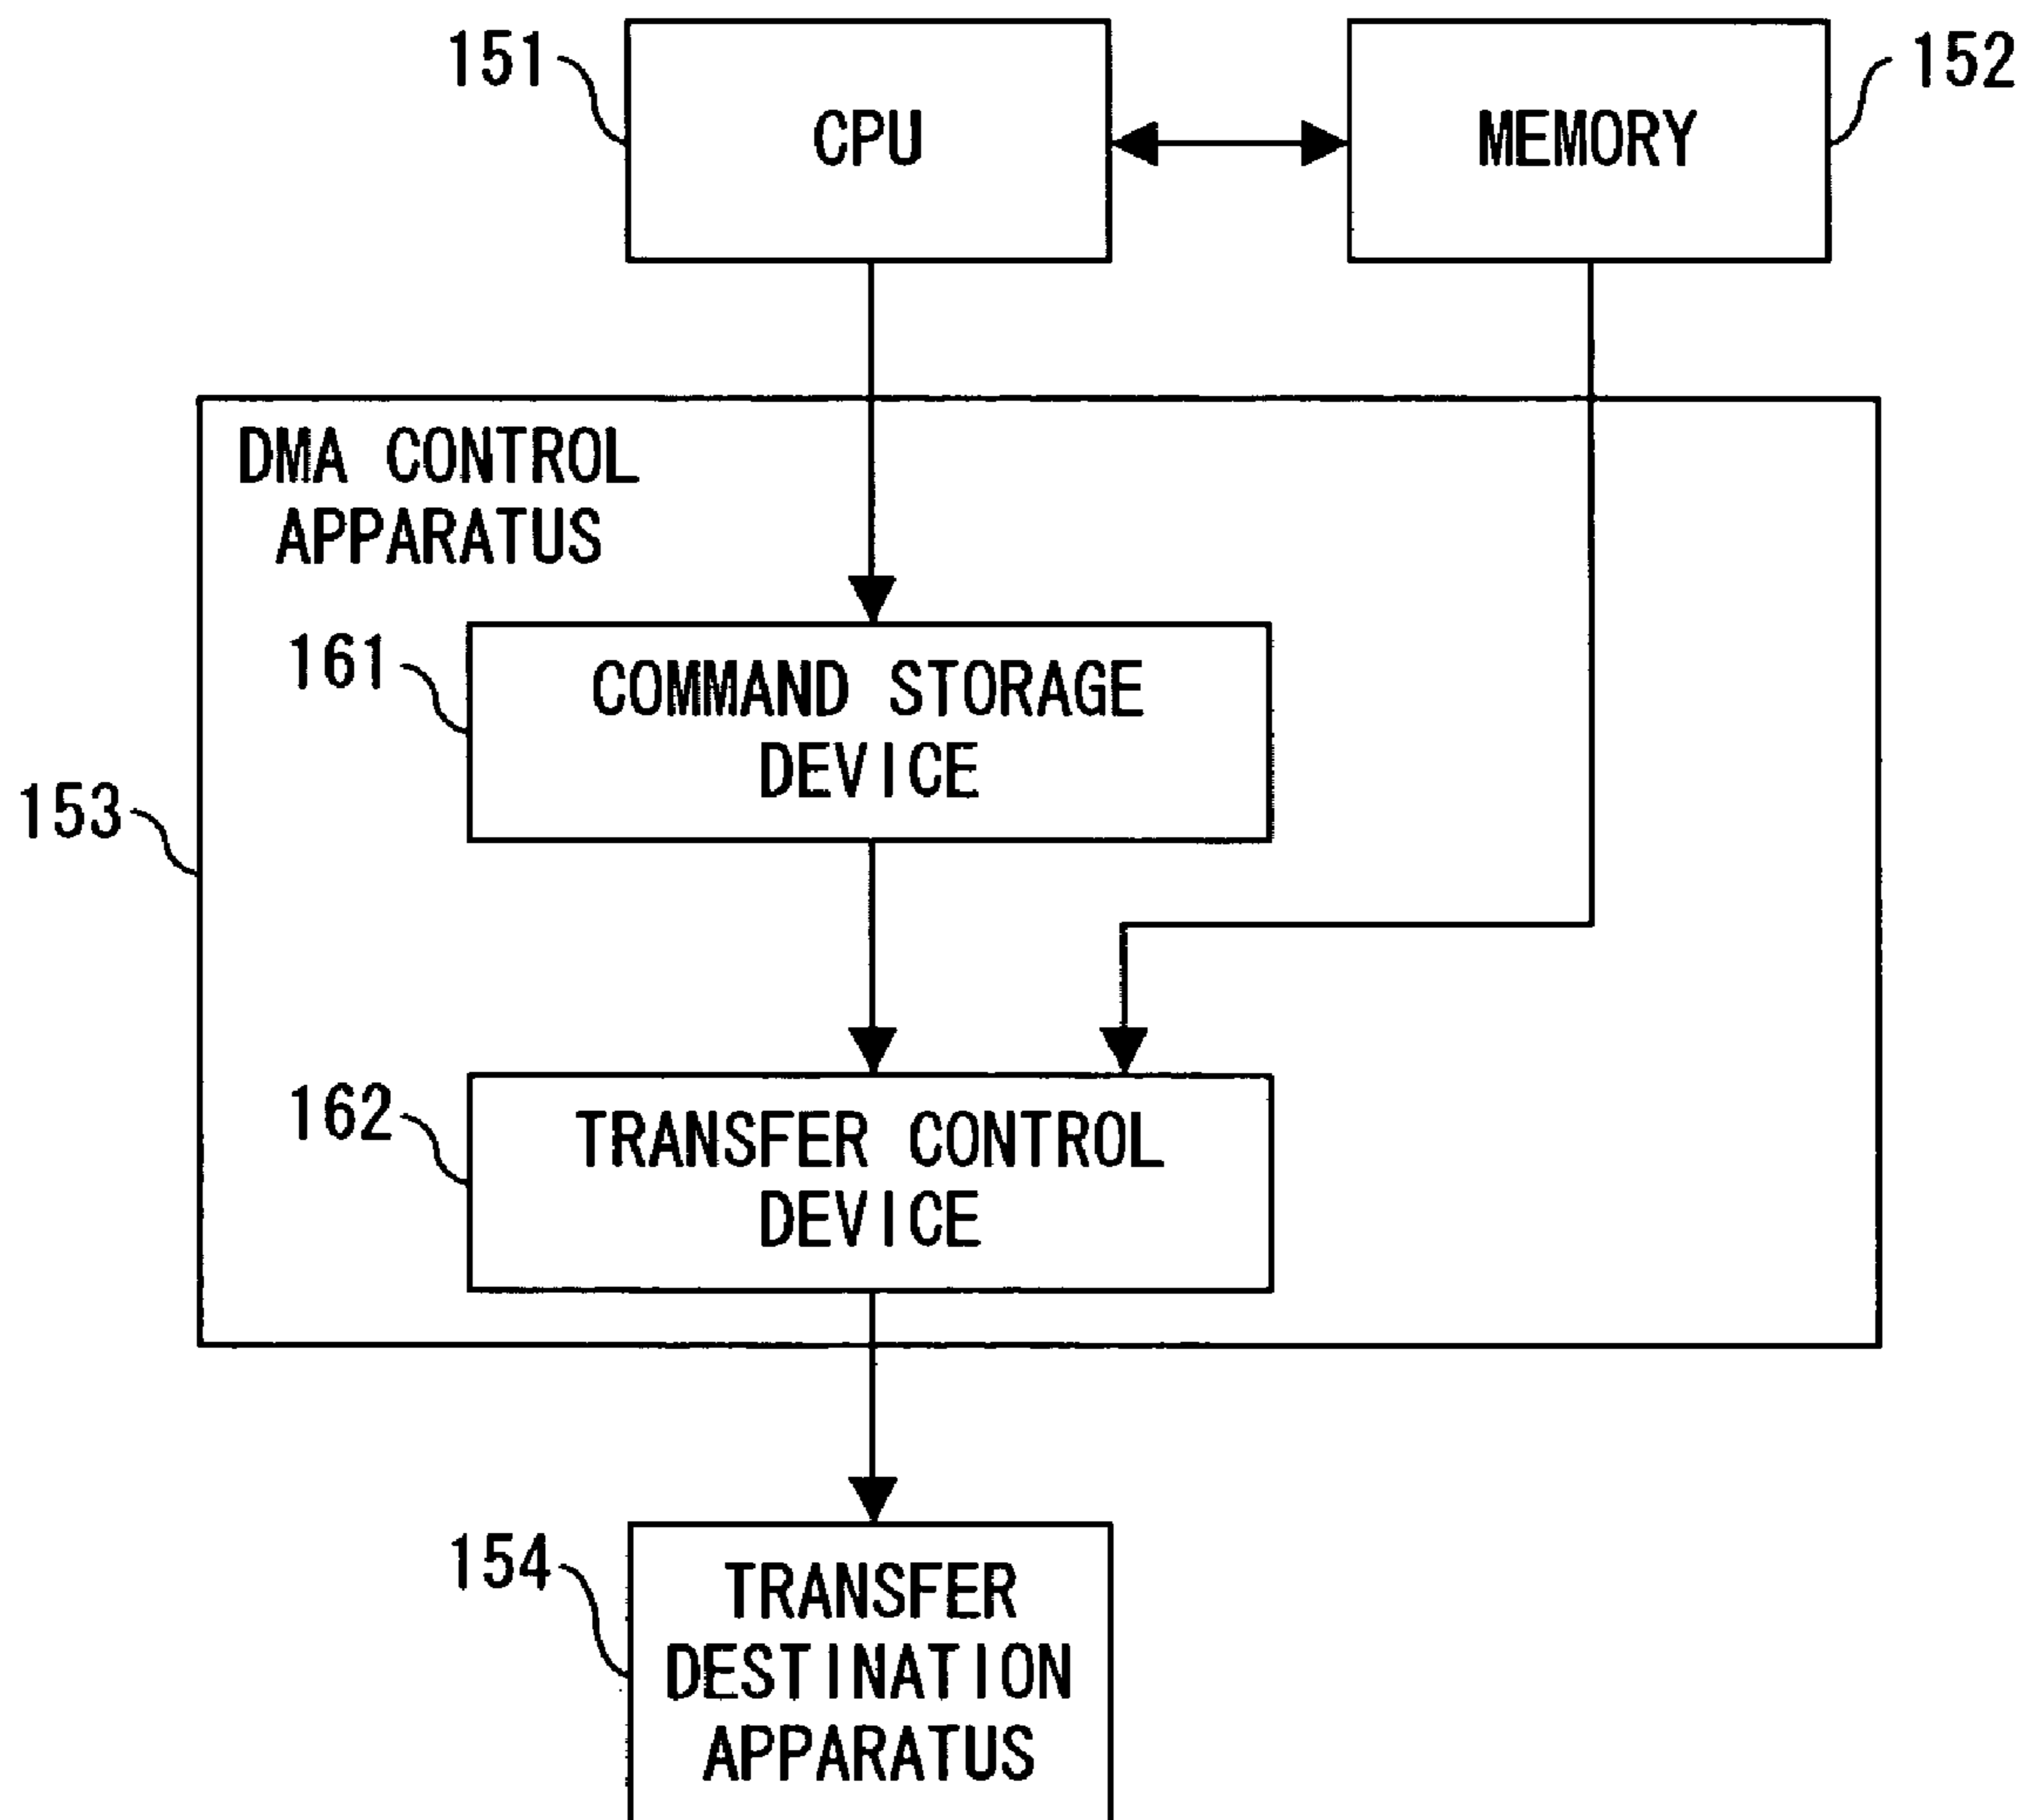 151
CPU
MEMORY
152
DMA CONTROL
APPARATUS
161
COMMAND STORAGE
DEVICE
153
162
TRANSFER CONTROL
DEVICE
154
TRANSFER
DESTINATION
APPARATUS